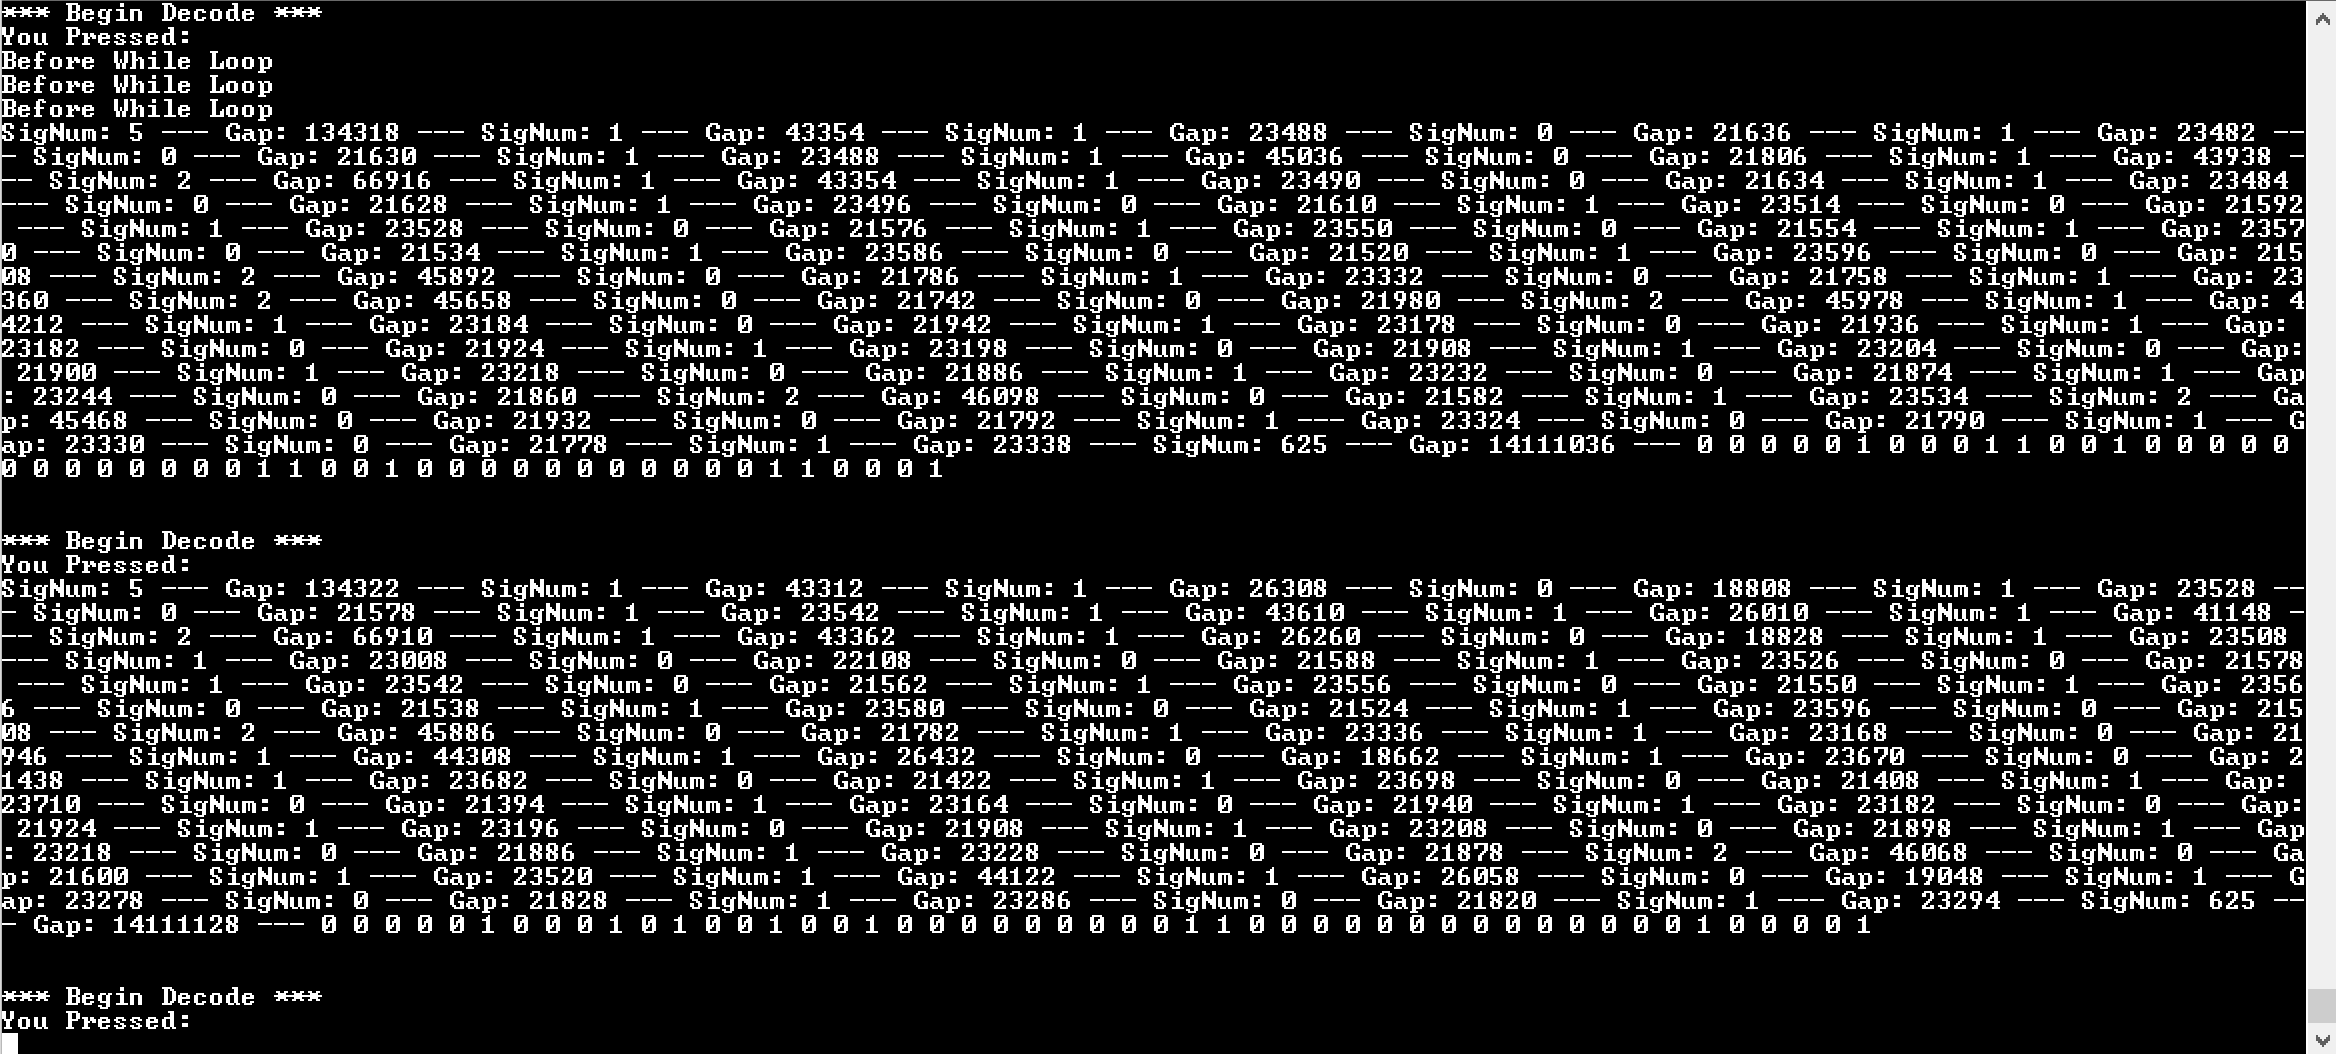 *** Begin Decode ***
You Pressed:
Before While Loop
Before While Loop
Before While Loop
SigNum: 5 --- Gap: 134318 --- SigNum: 1 --- Gap: 43354 --- SigNum: 1 --- Gap: 23488 --- SigNum: 0 --- Gap: 21636 --- SigNum: 1 --- Gap: 23482 --
- SigNum: 0 --- Gap: 21630 --- SigNum: 1 --- Gap: 23488 --- SigNum: 1 --- Gap: 45036 --- SigNum: 0 --- Gap: 21806 --- SigNum: 1 --- Gap: 43938 -
-- SigNum: 2 --- Gap: 66916 --- SigNum: 1 --- Gap: 43354 --- SigNum: 1 --- Gap: 23490 --- SigNum: 0 --- Gap: 21634 --- SigNum: 1 --- Gap: 23484
--- SigNum: 0 --- Gap: 21628 --- SigNum: 1 --- Gap: 23496 --- SigNum: 0 --- Gap: 21610 --- SigNum: 1 --- Gap: 23514 --- SigNum: 0 --- Gap: 21592
--- SigNum: 1 --- Gap: 23528 --- SigNum: 0 --- Gap: 21576 --- SigNum: 1 --- Gap: 23550 --- SigNum: 0 --- Gap: 21554 --- SigNum: 1 --- Gap: 2357
0 --- SigNum: 0 --- Gap: 21534 --- SigNum: 1 --- Gap: 23586 --- SigNum: 0 --- Gap: 21520 --- SigNum: 1 --- Gap: 23596 --- SigNum: 0 --- Gap: 215
08 --- SigNum: 2 --- Gap: 45892 --- SigNum: 0 --- Gap: 21786 --- SigNum: 1 --- Gap: 23332 --- SigNum: 0 --- Gap: 21758 --- SigNum: 1 --- Gap: 23
360 --- SigNum: 2 --- Gap: 45658 --- SigNum: 0 --- Gap: 21742 --- SigNum: 0 --- Gap: 21980 --- SigNum: 2 --- Gap: 45978 --- SigNum: 1 --- Gap: 4
4212 --- SigNum: 1 --- Gap: 23184 --- SigNum: 0 --- Gap: 21942 --- SigNum: 1 --- Gap: 23178 --- SigNum: 0 --- Gap: 21936 --- SigNum: 1 --- Gap:
23182 --- SigNum: 0 --- Gap: 21924 --- SigNum: 1 --- Gap: 23198 --- SigNum: 0 --- Gap: 21908 --- SigNum: 1 --- Gap: 23204 --- SigNum: 0 --- Gap:
21900 --- SigNum: 1 --- Gap: 23218 --- SigNum: 0 --- Gap: 21886 --- SigNum: 1 --- Gap: 23232 --- SigNum: 0 --- Gap: 21874 --- SigNum: 1 --- Gap
: 23244 --- SigNum: 0 --- Gap: 21860 --- SigNum: 2 --- Gap: 46098 --- SigNum: 0 --- Gap: 21582 --- SigNum: 1 --- Gap: 23534 --- SigNum: 2 --- Ga
p: 45468 --- SigNum: 0 --- Gap: 21932 --- SigNum: 0 --- Gap: 21792 --- SigNum: 1 --- Gap: 23324 --- SigNum: 0 --- Gap: 21790 --- SigNum: 1 --- G
ap: 23330 --- SigNum: 0 --- Gap: 21778 --- SigNum: 1 --- Gap: 23338 --- SigNum: 625 --- Gap: 14111036 --- 0 0 0 0 0 1 0 0 0 1 1 0 0 1 0 0 0 0 0
0 0 0 0 0 0 0 0 1 1 0 0 1 0 0 0 0 0 0 0 0 0 0 0 1 1 0 0 0 1
*** Begin Decode ***
You Pressed:
SigNum: 5 --- Gap: 134322 --- SigNum: 1 --- Gap: 43312 --- SigNum: 1 --- Gap: 26308 --- SigNum: 0 --- Gap: 18808 --- SigNum: 1 --- Gap: 23528 --
- SigNum: 0 --- Gap: 21578 --- SigNum: 1 --- Gap: 23542 --- SigNum: 1 --- Gap: 43610 --- SigNum: 1 --- Gap: 26010 --- SigNum: 1 --- Gap: 41148 -
-- SigNum: 2 --- Gap: 66910 --- SigNum: 1 --- Gap: 43362 --- SigNum: 1 --- Gap: 26260 --- SigNum: 0 --- Gap: 18828 --- SigNum: 1 --- Gap: 23508
--- SigNum: 1 --- Gap: 23008 --- SigNum: 0 --- Gap: 22108 --- SigNum: 0 --- Gap: 21588 --- SigNum: 1 --- Gap: 23526 --- SigNum: 0 --- Gap: 21578
--- SigNum: 1 --- Gap: 23542 --- SigNum: 0 --- Gap: 21562 --- SigNum: 1 --- Gap: 23556 --- SigNum: 0 --- Gap: 21550 --- SigNum: 1 --- Gap: 2356
6 --- SigNum: 0 --- Gap: 21538 --- SigNum: 1 --- Gap: 23580 --- SigNum: 0 --- Gap: 21524 --- SigNum: 1 --- Gap: 23596 --- SigNum: 0 --- Gap: 215
08 --- SigNum: 2 --- Gap: 45886 --- SigNum: 0 --- Gap: 21782 --- SigNum: 1 --- Gap: 23336 --- SigNum: 1 --- Gap: 23168 --- SigNum: 0 --- Gap: 21
946 --- SigNum: 1 --- Gap: 44308 --- SigNum: 1 --- Gap: 26432 --- SigNum: 0 --- Gap: 18662 --- SigNum: 1 --- Gap: 23670 --- SigNum: 0 --- Gap: 2
1438 --- SigNum: 1 --- Gap: 23682 --- SigNum: 0 --- Gap: 21422 --- SigNum: 1 --- Gap: 23698 --- SigNum: 0 --- Gap: 21408 --- SigNum: 1 --- Gap:
23710 --- SigNum: 0 --- Gap: 21394 --- SigNum: 1 --- Gap: 23164 --- SigNum: 0 --- Gap: 21940 --- SigNum: 1 --- Gap: 23182 --- SigNum: 0 --- Gap:
21924 --- SigNum: 1 --- Gap: 23196 --- SigNum: 0 --- Gap: 21908 --- SigNum: 1 --- Gap: 23208 --- SigNum: 0 --- Gap: 21898 --- SigNum: 1 --- Gap
: 23218 --- SigNum: 0 --- Gap: 21886 --- SigNum: 1 --- Gap: 23228 --- SigNum: 0 --- Gap: 21878 --- SigNum: 2 --- Gap: 46068 --- SigNum: 0 --- Ga
p: 21600 --- SigNum: 1 --- Gap: 23520 --- SigNum: 1 --- Gap: 44122 --- SigNum: 1 --- Gap: 26058 --- SigNum: 0 --- Gap: 19048 --- SigNum: 1 --- G
ap: 23278 --- SigNum: 0 --- Gap: 21828 --- SigNum: 1 --- Gap: 23286 --- SigNum: 0 --- Gap: 21820 --- SigNum: 1 --- Gap: 23294 --- SigNum: 625 --
- Gap: 14111128 --- 0 0 0 0 0 1 0 0 0 1 0 1 0 0 1 0 0 1 0 0 0 0 0 0 0 0 0 1 1 0 0 0 0 0 0 0 0 0 0 0 0 0 0 1 0 0 0 0 1
*** Begin Decode ***
You Pressed: